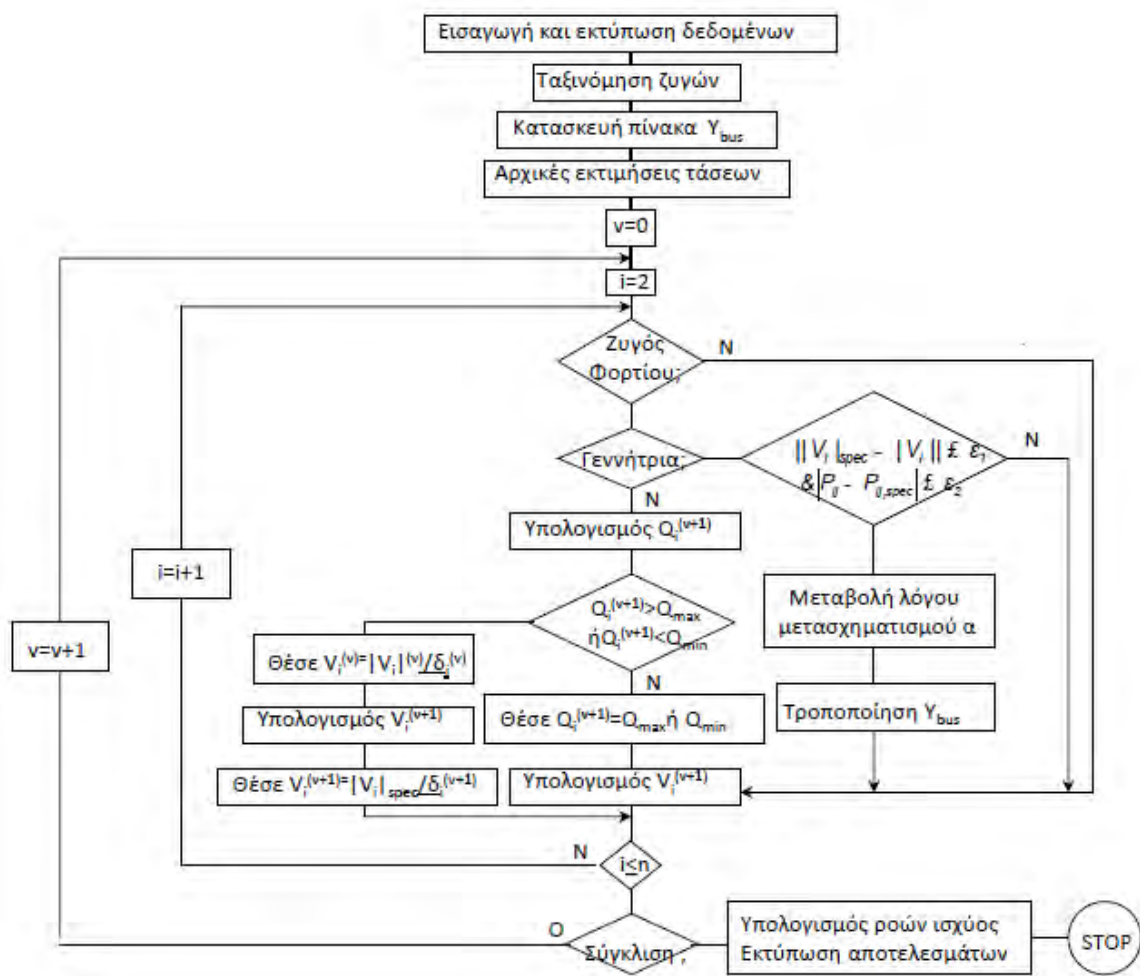 Εισαγωγή και εκτύπωση δεδομένων
Ταξινόμηση ζυγών
Κατασκευή πίνακα Y_bus
Αρχικές εκτιμήσεις τάσεων
v=0
i=2
Ζυγός
Φορτίου;
N
Γεννήτρια;
|| V_i |_spec – | V_i || £ ε_1
&|P_ij - P_ij,spec| £ ε_2
N
N
Υπολογισμός Q_i^(v+1)
i=i+1
Q_i^(v+1)>Q_max
ήQ_i^(v+1)<Q_min
Μεταβολή λόγου
μετασχηματισμού α
v=v+1
Θέσε V_i^(v)=|V_i|^(v)/δ_i^(v)
N
Υπολογισμός V_i^(v+1)
Θέσε Q_i^(v+1)=Q_max ή Q_min
Τροποποίηση Y_bus
Θέσε V_i^(v+1)=|V_i|_spec/δ_i^(v+1)
Υπολογισμός V_i^(v+1)
N
i≤n
O
Σύγκλιση ;
Υπολογισμός ροών ισχύος
Εκτύπωση αποτελεσμάτων
STOP